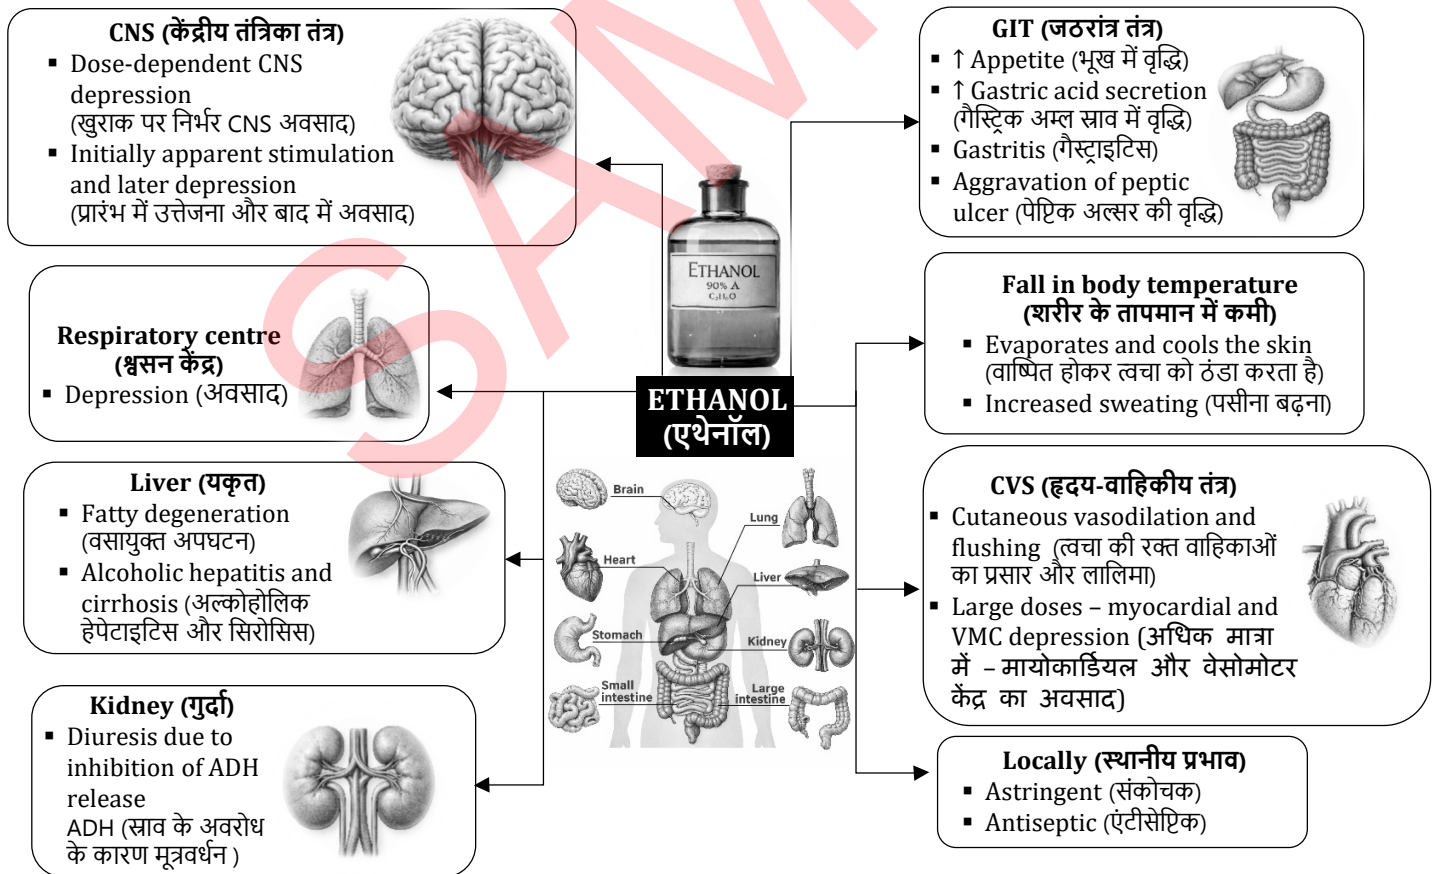 CNS (केंद्रीय तंत्रिका तंत्र)
▪ Dose-dependent CNS
depression
(खुराक पर निर्भर CNS अवसाद)
▪ Initially apparent stimulation
and later depression
(प्रारंभ में उत्तेजना और बाद में अवसाद)
Respiratory centre
(श्वसन केंद्र)
▪ Depression (अवसाद)
Liver (यकृत)
▪ Fatty degeneration
(वसायुक्त अपघटन)
▪ Alcoholic hepatitis and
cirrhosis (अल्कोहोलिक
हेपेटाइटिस और सिरोसिस)
Kidney (गुर्दा)
▪ Diuresis due to
inhibition of ADH
release
ADH (स्राव के अवरोध
के कारण मूत्रवर्धन )
ETHANOL
90% A
C₂H₆O
ETHANOL
(एथेनॉल)
Brain
Lung
Heart
Liver
Stomach
Kidney
Small
intestine
Large
intestine
GIT (जठरांत्र तंत्र)
▪ ↑ Appetite (भूख में वृद्धि)
▪ ↑ Gastric acid secretion
(गैस्ट्रिक अम्ल स्राव में वृद्धि)
▪ Gastritis (गैस्ट्राइटिस)
▪ Aggravation of peptic
ulcer (पेप्टिक अल्सर की वृद्धि)
Fall in body temperature
(शरीर के तापमान में कमी)
▪ Evaporates and cools the skin
(वाष्पित होकर त्वचा को ठंडा करता है)
▪ Increased sweating (पसीना बढ़ना)
CVS (हृदय-वाहिकीय तंत्र)
▪ Cutaneous vasodilation and
flushing (त्वचा की रक्त वाहिकाओं
का प्रसार और लालिमा)
▪ Large doses – myocardial and
VMC depression (अधिक मात्रा
में – मायोकार्डियल और वेसोमोटर
केंद्र का अवसाद)
Locally (स्थानीय प्रभाव)
▪ Astringent (संकोचक)
▪ Antiseptic (एंटीसेप्टिक)
SAM